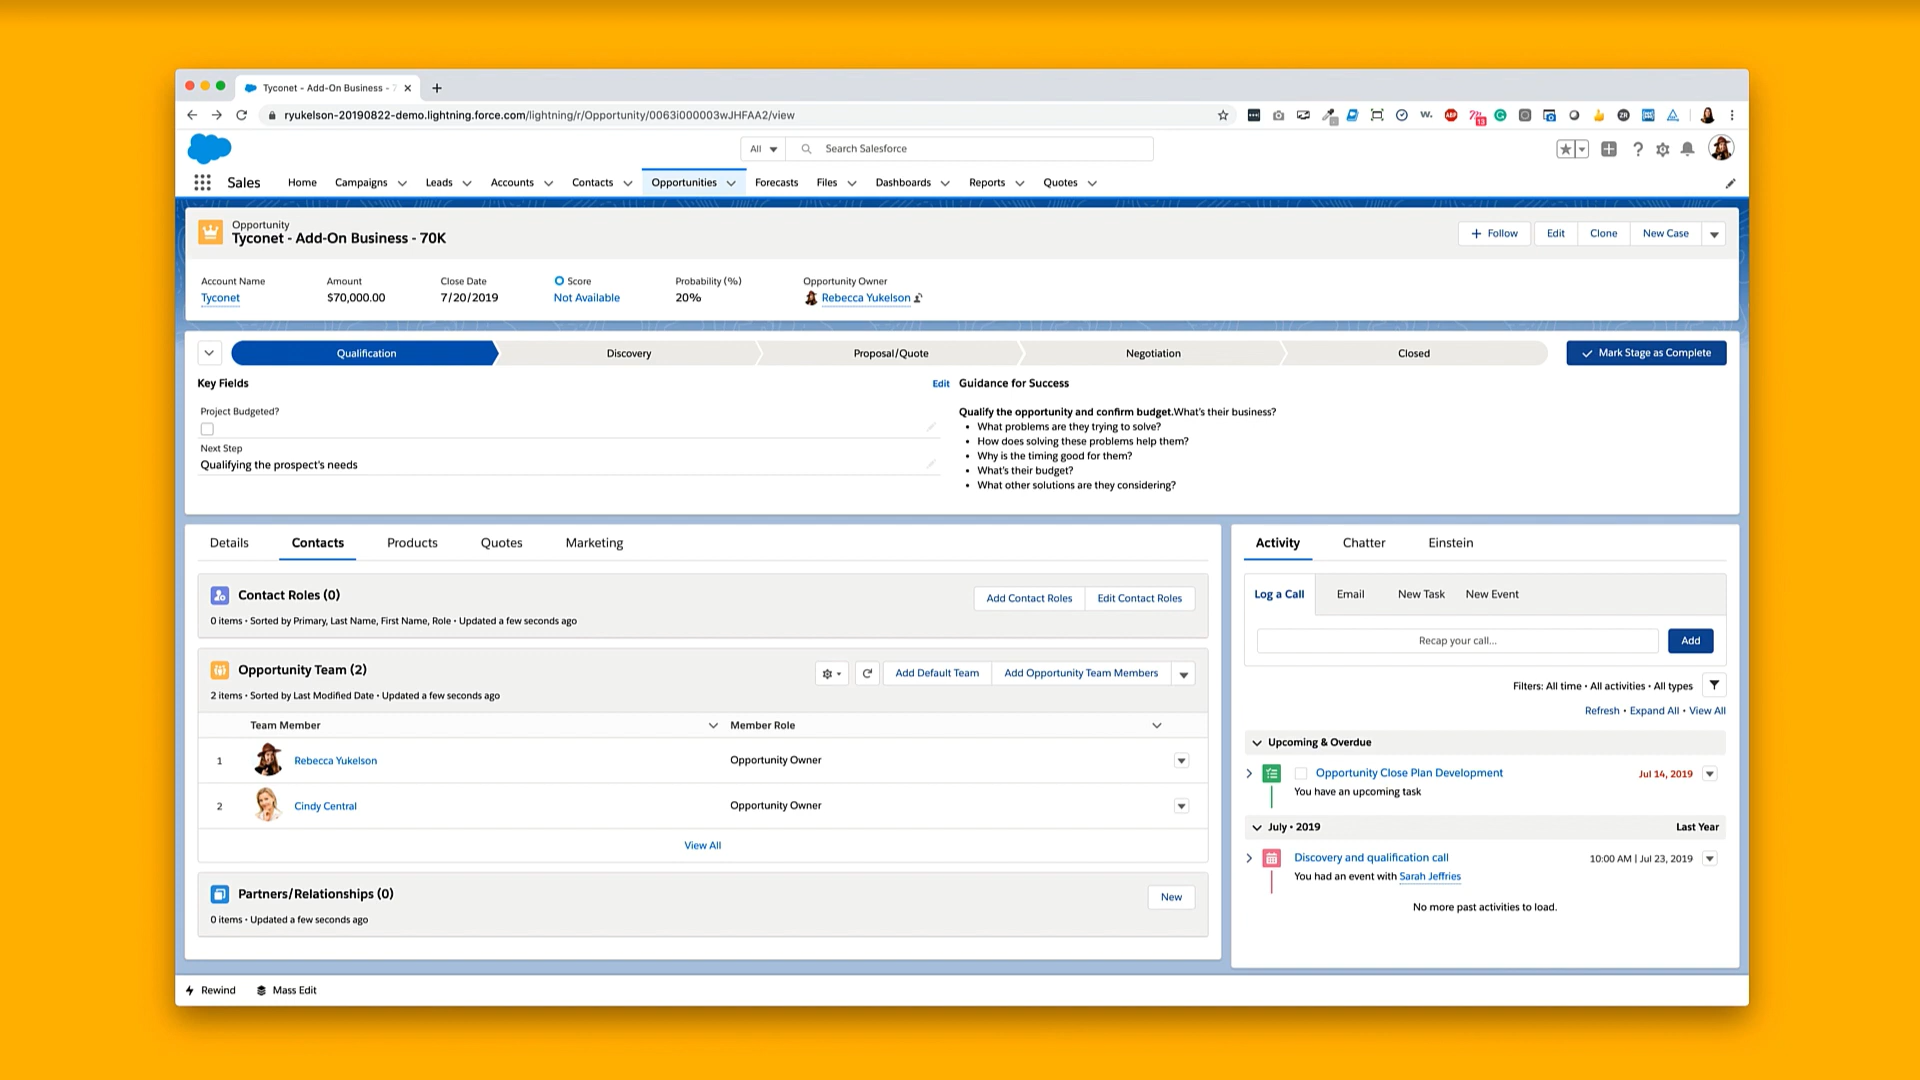 Tyconet - Add-On Business - 7
ryukelson-20190822-demo.lightning.force.com/lightning/r/Opportunity/0063i000003wJHFAA2/view
All
Search Salesforce
Sales
Home
Campaigns
Leads
Accounts
Contacts
Opportunities
Forecasts
Files
Dashboards
Reports
Quotes
Opportunity
Tyconet - Add-On Business - 70K
+ Follow
Edit
Clone
New Case
Account Name
Amount
Close Date
Score
Probability (%)
Opportunity Owner
Tyconet
$70,000.00
7/20/2019
Not Available
20%
Rebecca Yukelson
Qualification
Discovery
Proposal/Quote
Negotiation
Closed
Mark Stage as Complete
Key Fields
Edit
Project Budgeted?
Next Step
Qualifying the prospect's needs
Guidance for Success
Qualify the opportunity and confirm budget.What's their business?
• What problems are they trying to solve?
• How does solving these problems help them?
• Why is the timing good for them?
• What's their budget?
• What other solutions are they considering?
Details
Contacts
Products
Quotes
Marketing
Contact Roles (0)
Add Contact Roles
Edit Contact Roles
0 items • Sorted by Primary, Last Name, First Name, Role • Updated a few seconds ago
Opportunity Team (2)
Add Default Team
Add Opportunity Team Members
2 items • Sorted by Last Modified Date • Updated a few seconds ago
Team Member
Member Role
1
Rebecca Yukelson
Opportunity Owner
2
Cindy Central
Opportunity Owner
View All
Partners/Relationships (0)
New
0 items • Updated a few seconds ago
Activity
Chatter
Einstein
Log a Call
Email
New Task
New Event
Recap your call...
Add
Filters: All time • All activities • All types
Refresh • Expand All • View All
Upcoming & Overdue
Opportunity Close Plan Development
Jul 14, 2019
You have an upcoming task
July • 2019
Last Year
Discovery and qualification call
10:00 AM | Jul 23, 2019
You had an event with Sarah Jeffries
No more past activities to load.
Rewind
Mass Edit